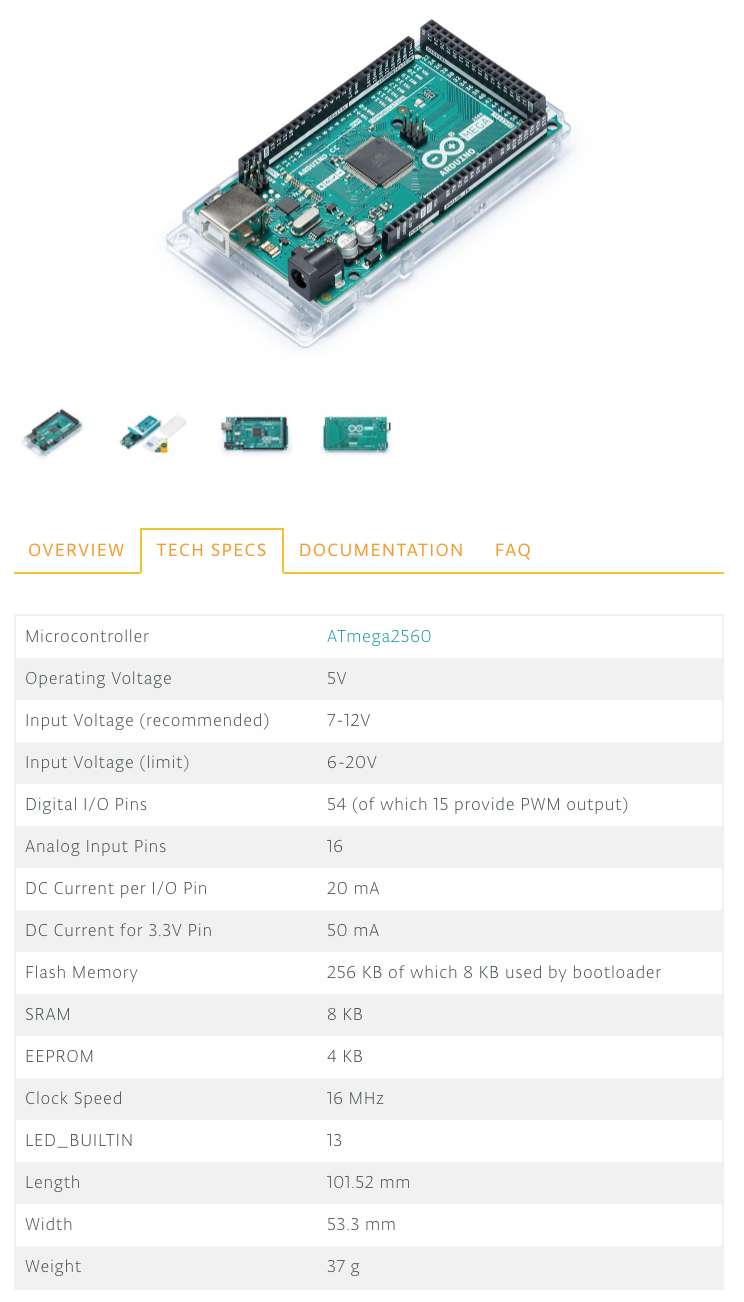 ARDUINO.CC
MEGA
ARDUINO
OVERVIEW TECH SPECS DOCUMENTATION FAQ
Microcontroller ATmega2560
Operating Voltage 5V
Input Voltage (recommended) 7-12V
Input Voltage (limit) 6-20V
Digital I/O Pins 54 (of which 15 provide PWM output)
Analog Input Pins 16
DC Current per I/O Pin 20 mA
DC Current for 3.3V Pin 50 mA
Flash Memory 256 KB of which 8 KB used by bootloader
SRAM 8 KB
EEPROM 4 KB
Clock Speed 16 MHz
LED_BUILTIN 13
Length 101.52 mm
Width 53.3 mm
Weight 37 g